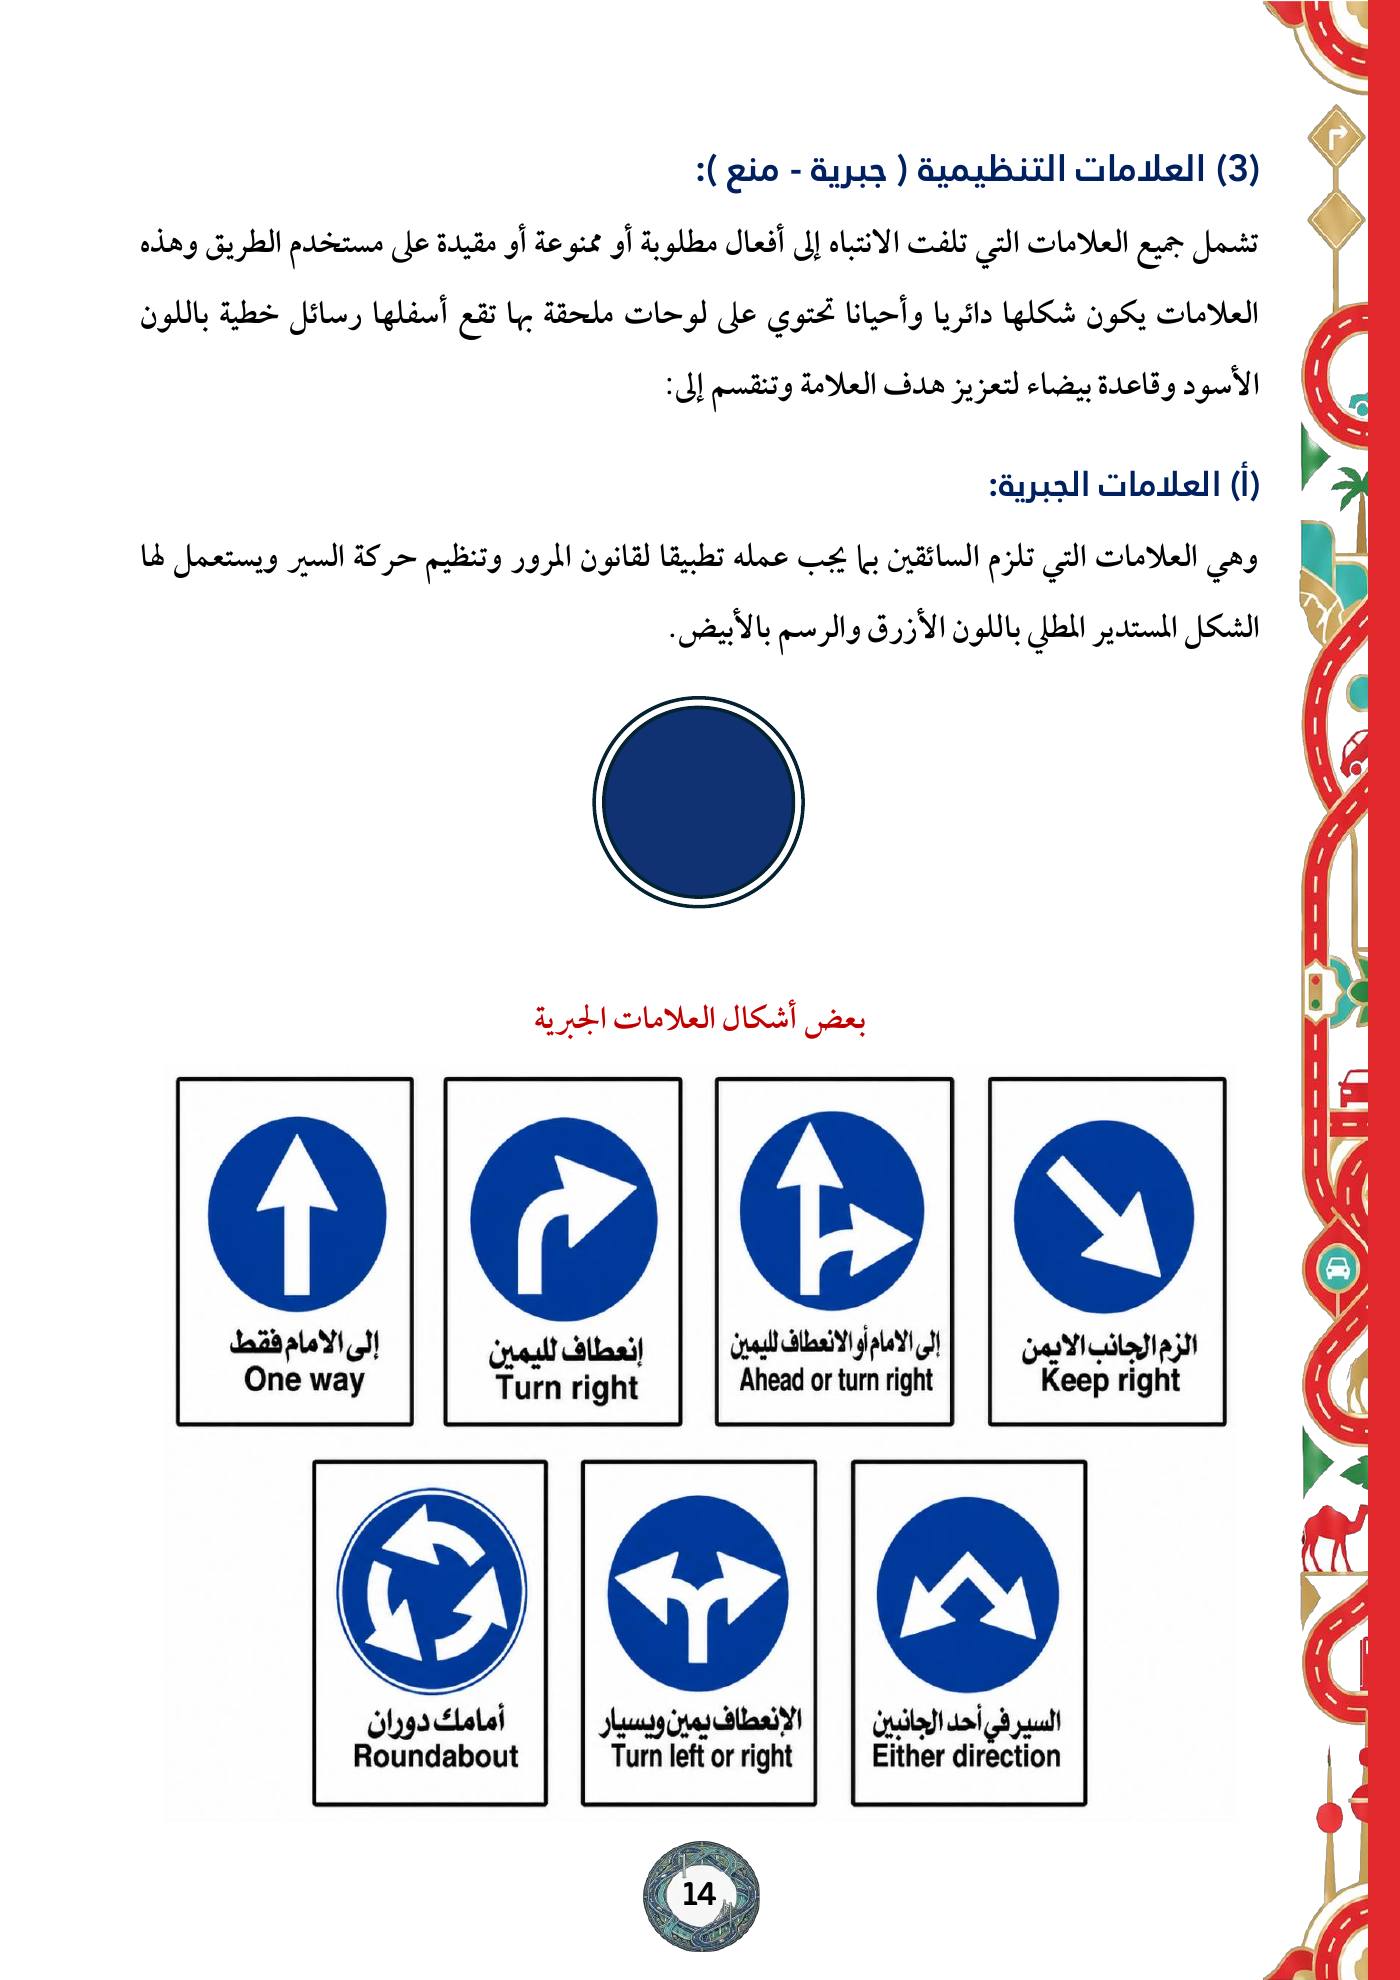 (3) العلامات التنظيمية ( جبرية - منع ):
تشمل جميع العلامات التي تلفت الانتباه إلى أفعال مطلوبة أو ممنوعة أو مقيدة على مستخدم الطريق وهذه
العلامات يكون شكلها دائريا وأحيانا تحتوي على لوحات ملحقة بها تقع أسفلها رسائل خطية باللون
الأسود وقاعدة بيضاء لتعزيز هدف العلامة وتنقسم إلى:
(أ) العلامات الجبرية:
وهي العلامات التي تلزم السائقين بما يجب عمله تطبيقا لقانون المرور وتنظيم حركة السير ويستعمل لها
الشكل المستدير المطلي باللون الأزرق والرسم بالأبيض.
بعض أشكال العلامات الجبرية
الزم الجانب الايمن
Keep right
إلى الامام أو الانعطاف لليمين
Ahead or turn right
إنعطاف لليمين
Turn right
إلى الامام فقط
One way
السير في أحد الجانبين
Either direction
الإنعطاف يمين ويسيار
Turn left or right
أمامك دوران
Roundabout
14